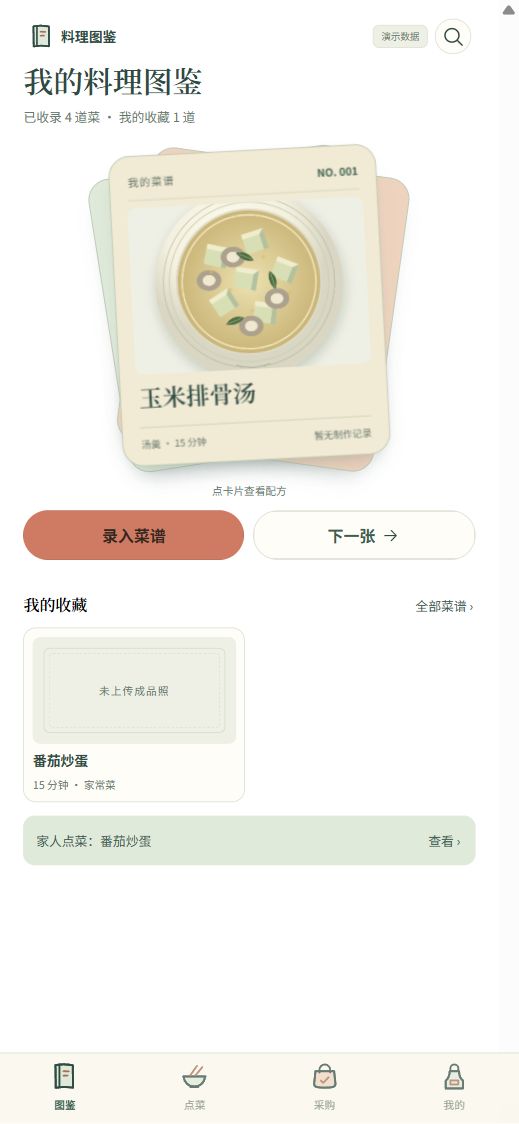 料理图鉴
演示数据
我的料理图鉴
已收录 4 道菜 · 我的收藏 1 道
我的菜谱
NO. 001
玉米排骨汤
汤羹 · 15 分钟
暂无制作记录
点卡片查看配方
录入菜谱
下一张 →
我的收藏
全部菜谱 ›
未上传成品照
番茄炒蛋
15 分钟 · 家常菜
家人点菜：番茄炒蛋
查看 ›
图鉴
点菜
采购
我的